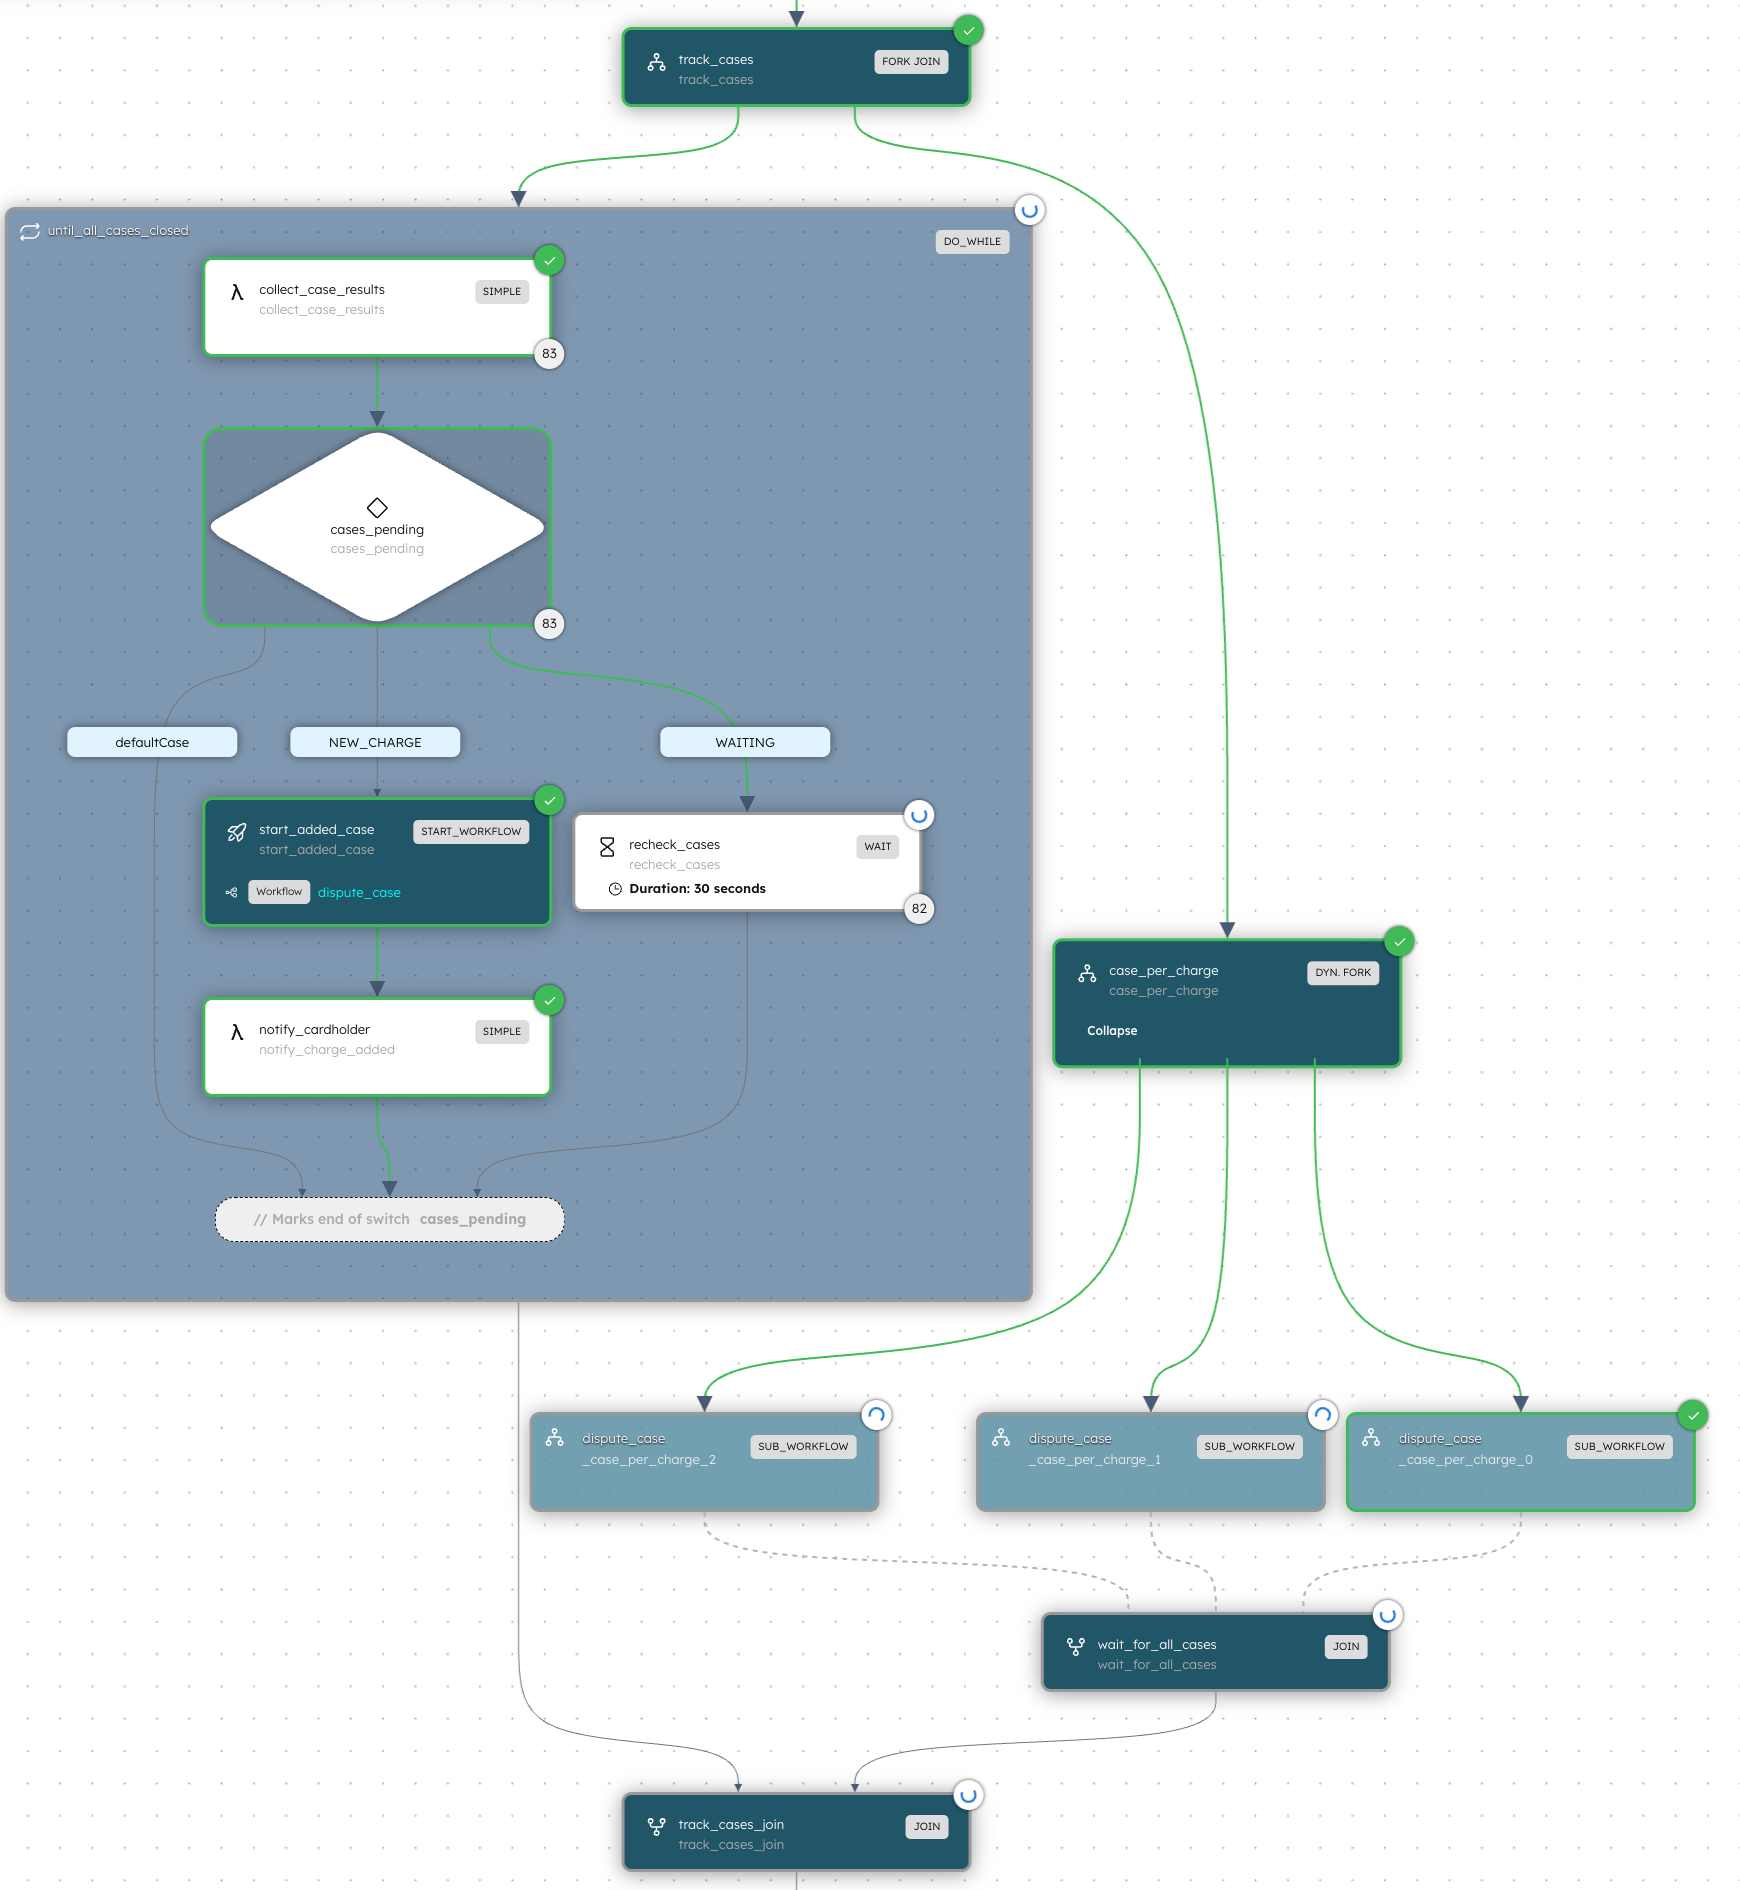 track_cases
FORK JOIN
track_cases
until_all_cases_closed
DO_WHILE
collect_case_results
SIMPLE
collect_case_results
83
cases_pending
cases_pending
83
defaultCase
NEW_CHARGE
WAITING
start_added_case
START_WORKFLOW
start_added_case
Workflow dispute_case
recheck_cases
WAIT
recheck_cases
Duration: 30 seconds
82
notify_cardholder
SIMPLE
notify_charge_added
// Marks end of switch cases_pending
case_per_charge
DYN. FORK
case_per_charge
Collapse
dispute_case
SUB_WORKFLOW
_case_per_charge_2
dispute_case
SUB_WORKFLOW
_case_per_charge_1
dispute_case
SUB_WORKFLOW
_case_per_charge_0
wait_for_all_cases
JOIN
wait_for_all_cases
track_cases_join
JOIN
track_cases_join